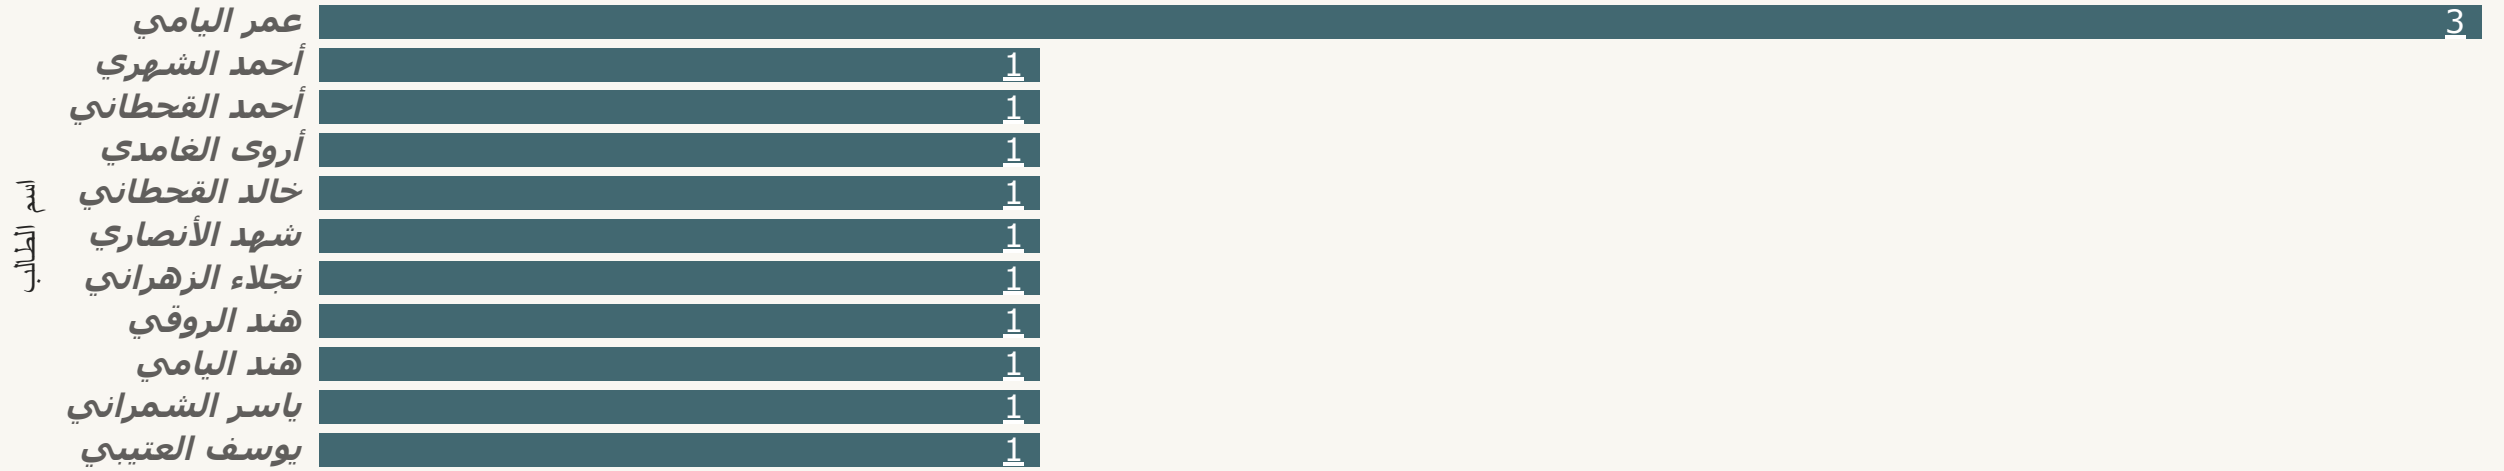 عمر اليامي 3
أحمد الشهري 1
أحمد القحطاني 1
أروى الغامدي 1
خالد القحطاني 1
شهد الأنصاري 1
نجلاء الزهراني 1
هند الروقي 1
هند اليامي 1
ياسر الشمراني 1
يوسف العتيبي 1
اسم الطالب